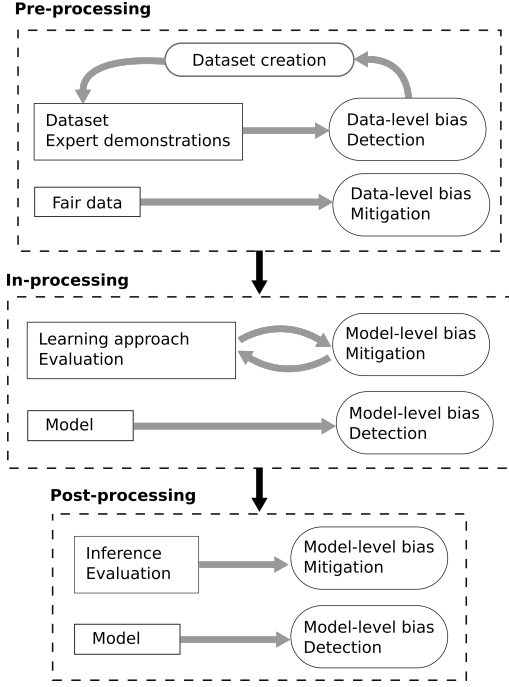 Pre-processing
Dataset creation
Dataset
Expert demonstrations
Data-level bias
Detection
Fair data
Data-level bias
Mitigation
In-processing
Learning approach
Evaluation
Model-level bias
Mitigation
Model
Model-level bias
Detection
Post-processing
Inference
Evaluation
Model-level bias
Mitigation
Model
Model-level bias
Detection